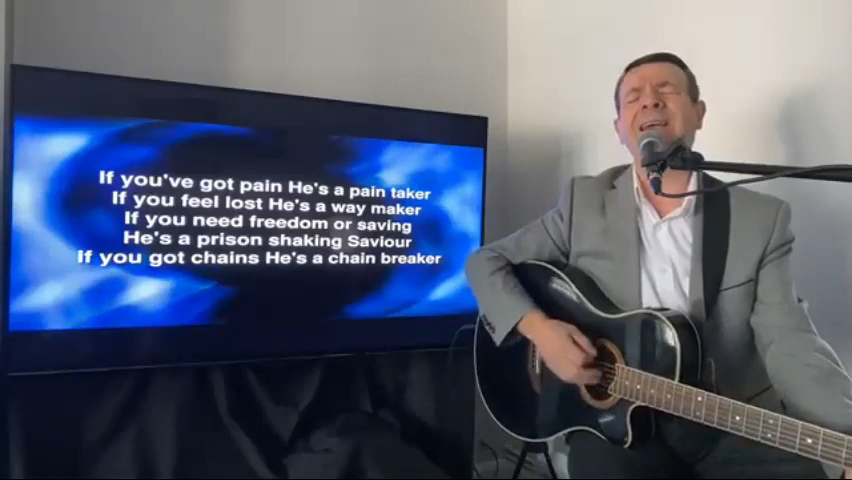 If you've got pain He's a pain taker
If you feel lost He's a way maker
If you need freedom or saving
He's a prison shaking Saviour
If you got chains He's a chain breaker